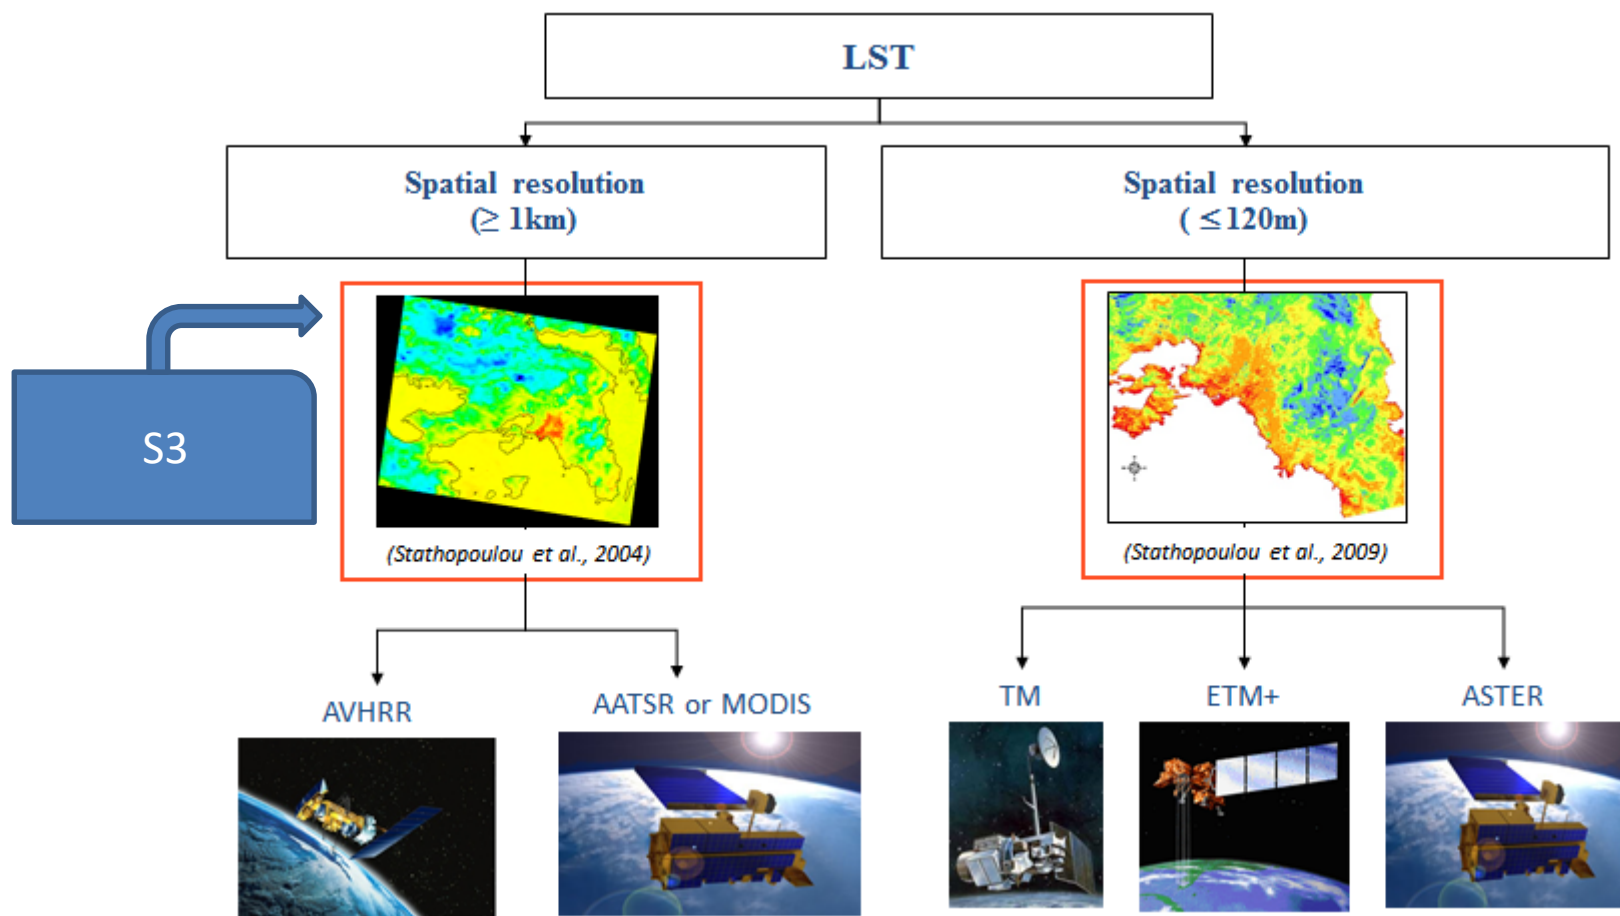 LST
Spatial resolution
(≥ 1km)
Spatial resolution
( ≤120m)
S3
(Stathopoulou et al., 2004)
(Stathopoulou et al., 2009)
AVHRR
AATSR or MODIS
TM
ETM+
ASTER